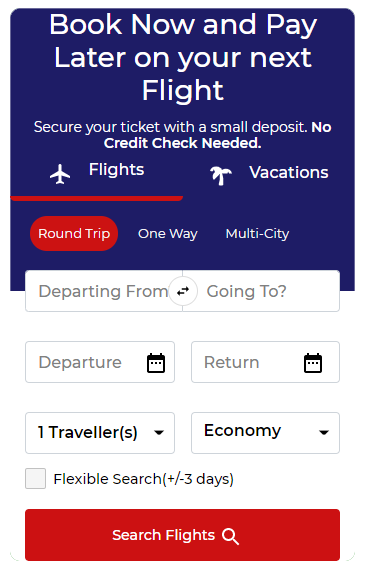 Book Now and Pay
Later on your next
Flight
Secure your ticket with a small deposit. No
Credit Check Needed.
Flights Vacations
Round Trip One Way Multi-City
Departing From Going To?
Departure Return
1 Traveller(s) Economy
Flexible Search(+/-3 days)
Search Flights